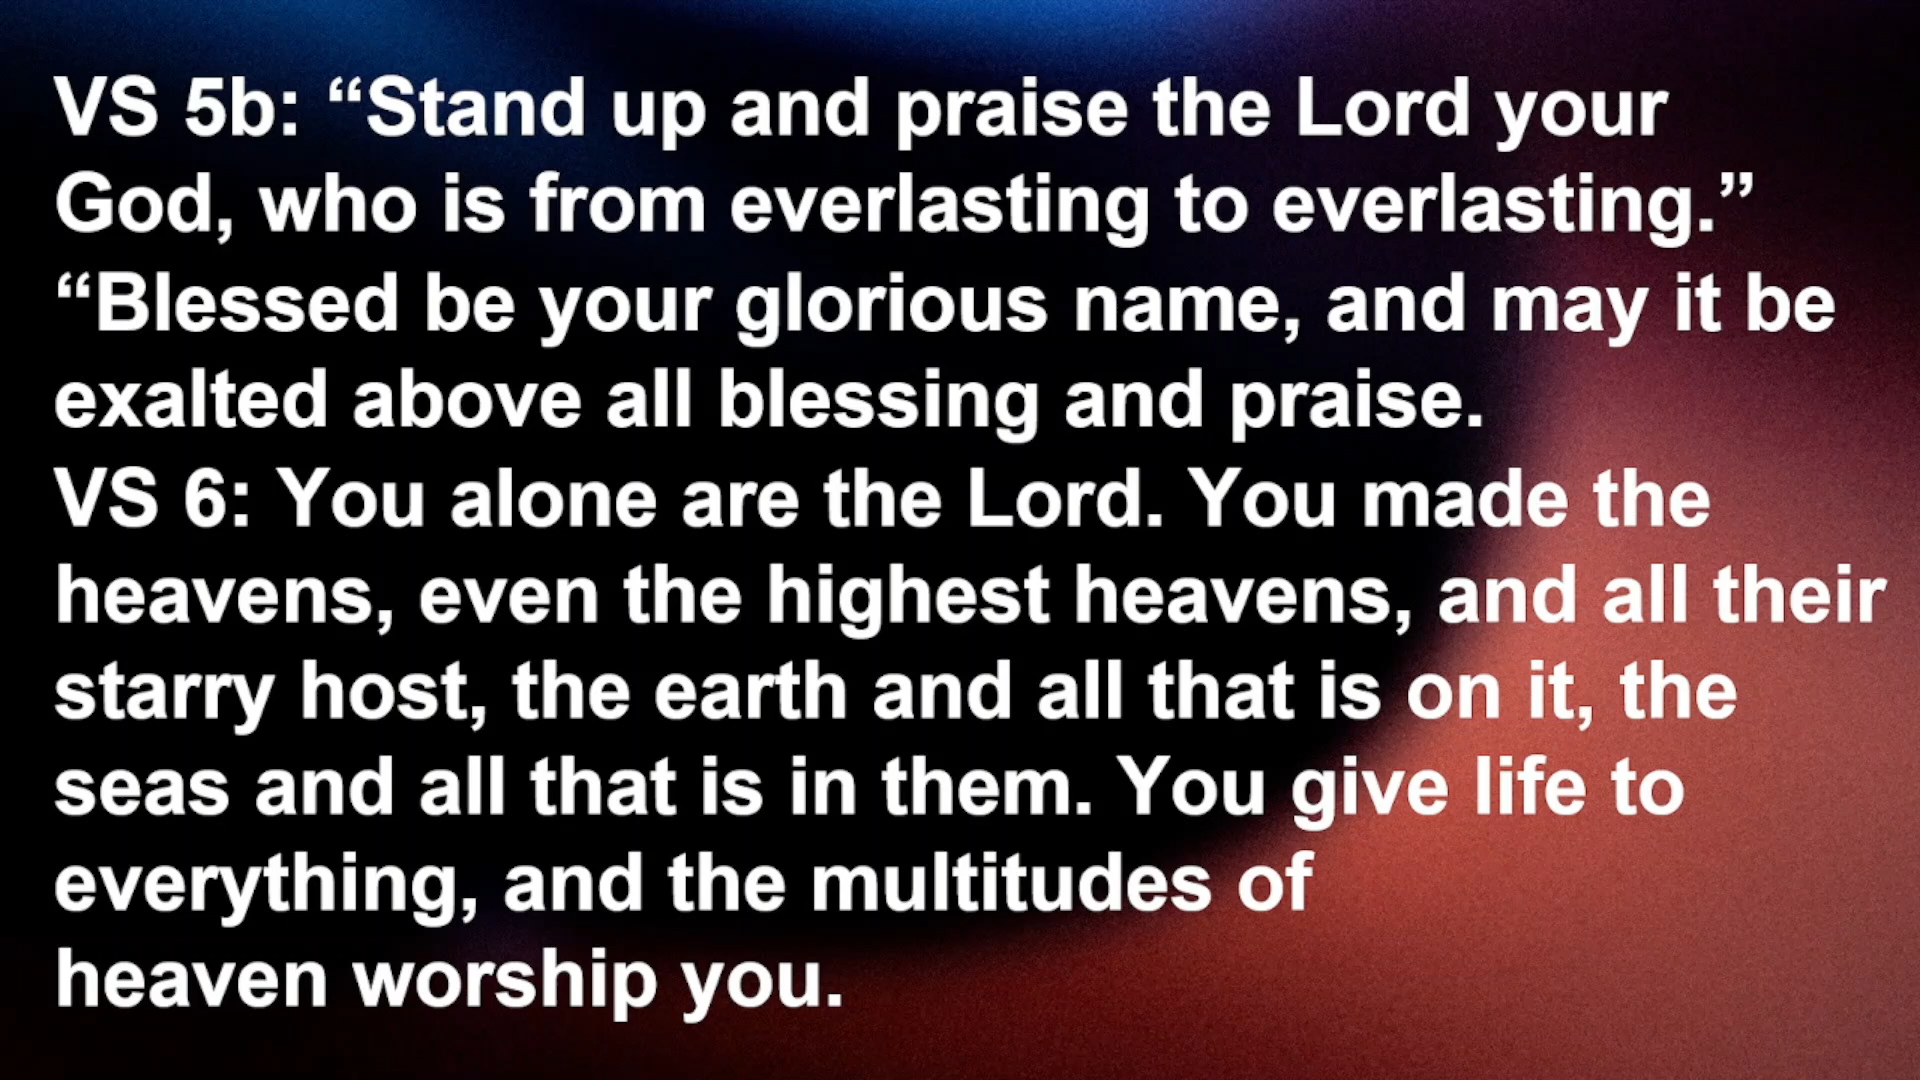 VS 5b: “Stand up and praise the Lord your
God, who is from everlasting to everlasting.”
“Blessed be your glorious name, and may it be
exalted above all blessing and praise.
VS 6: You alone are the Lord. You made the
heavens, even the highest heavens, and all their
starry host, the earth and all that is on it, the
seas and all that is in them. You give life to
everything, and the multitudes of
heaven worship you.